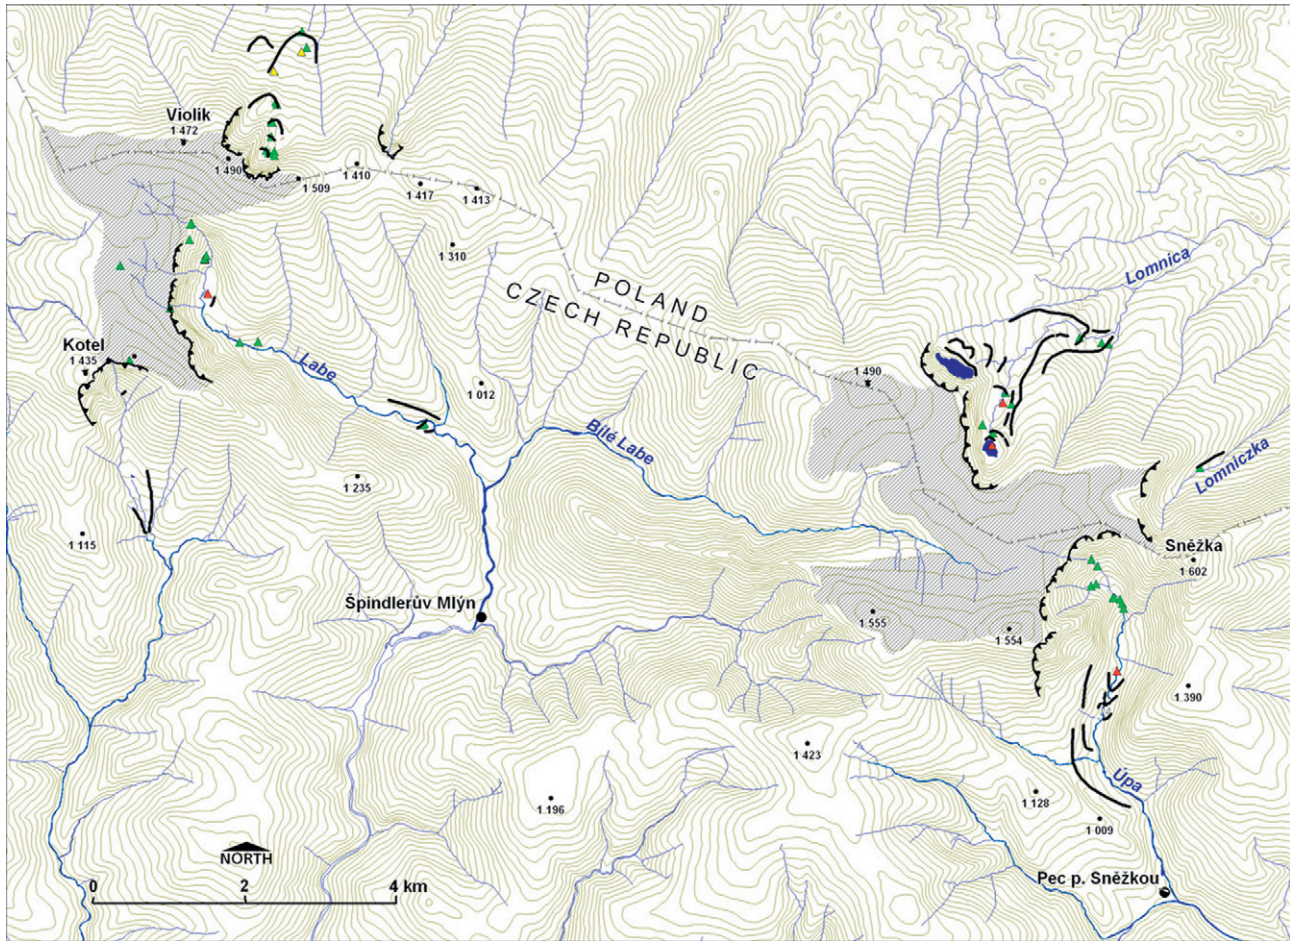 Violík
1 472
1 490
1 509
1 410
1 417
1 413
1 310
POLAND
CZECH REPUBLIC
Lomnica
Kotel
1 435
Labe
1 012
1 490
Bílé Labe
Lomniczka
1 235
1 115
Sněžka
1 602
Špindlerův Mlýn
1 555
1 554
1 390
1 423
1 196
Úpa
1 128
1 009
NORTH
0 2 4 km
Pec p. Sněžkou